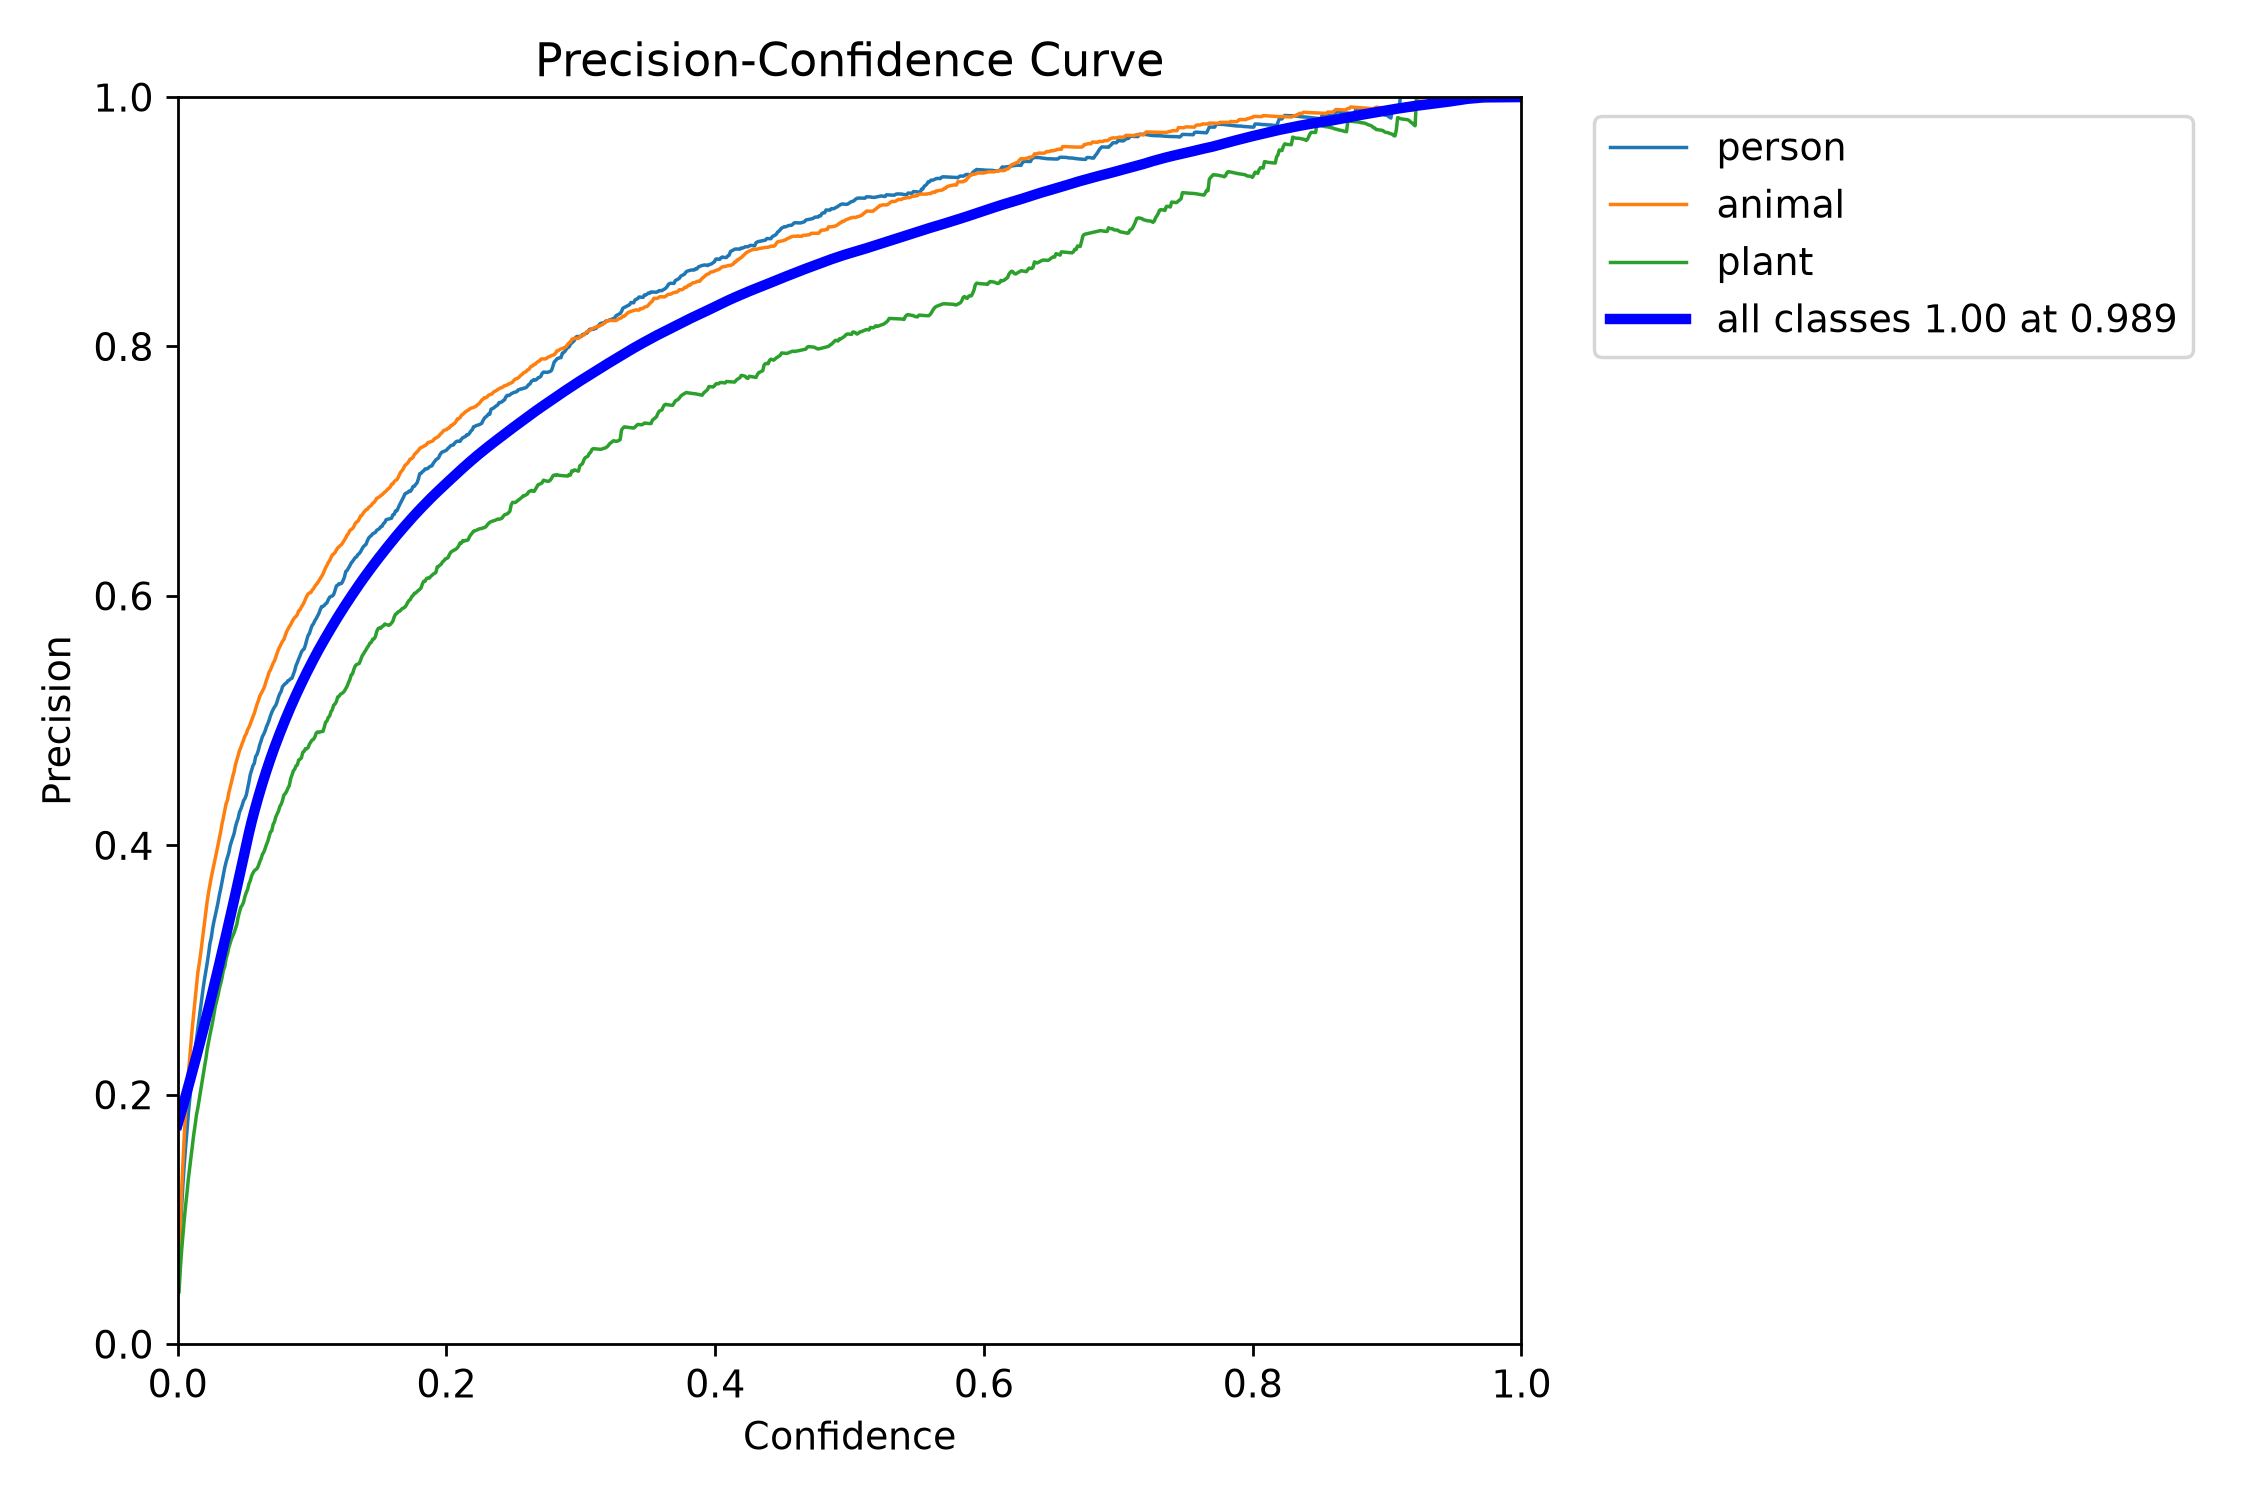 Precision-Confidence Curve
1.0
0.8
0.6
0.4
0.2
0.0
Precision
0.0 0.2 0.4 0.6 0.8 1.0
Confidence
person
animal
plant
all classes 1.00 at 0.989